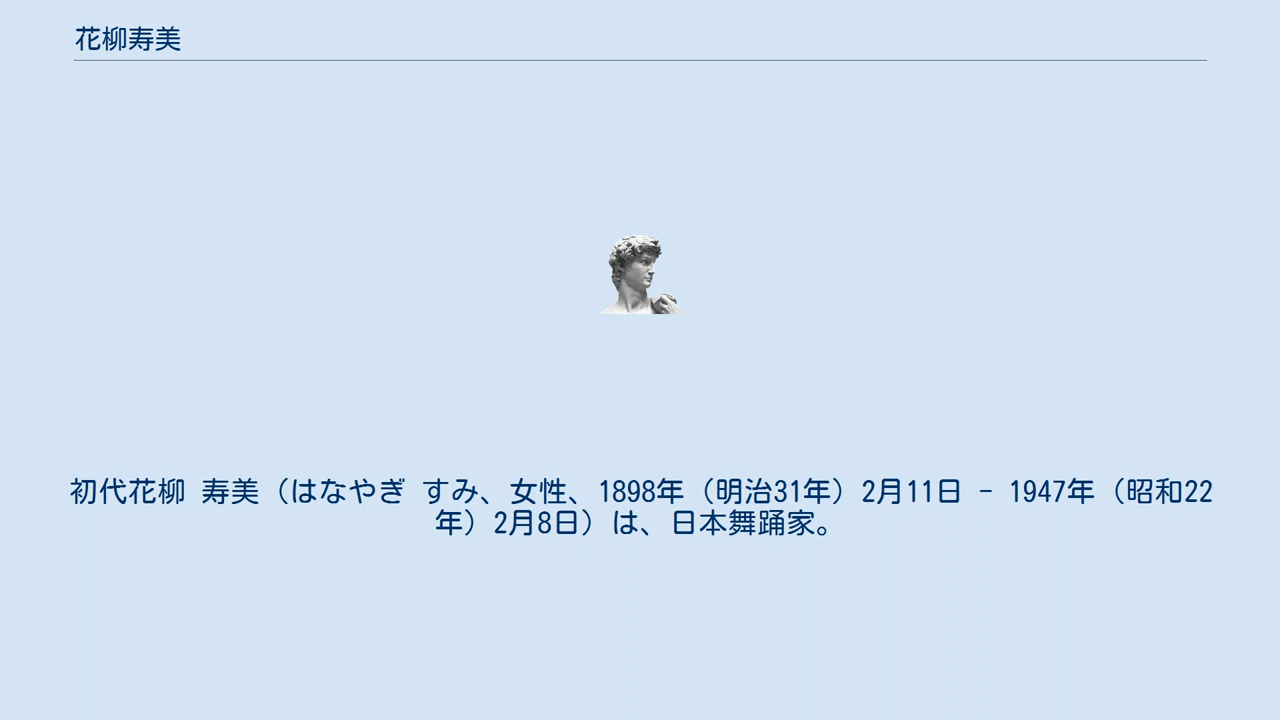 花柳寿美
初代花柳 寿美（はなやぎ すみ、女性、1898年（明治31年）2月11日 - 1947年（昭和22
年）2月8日）は、日本舞踊家。